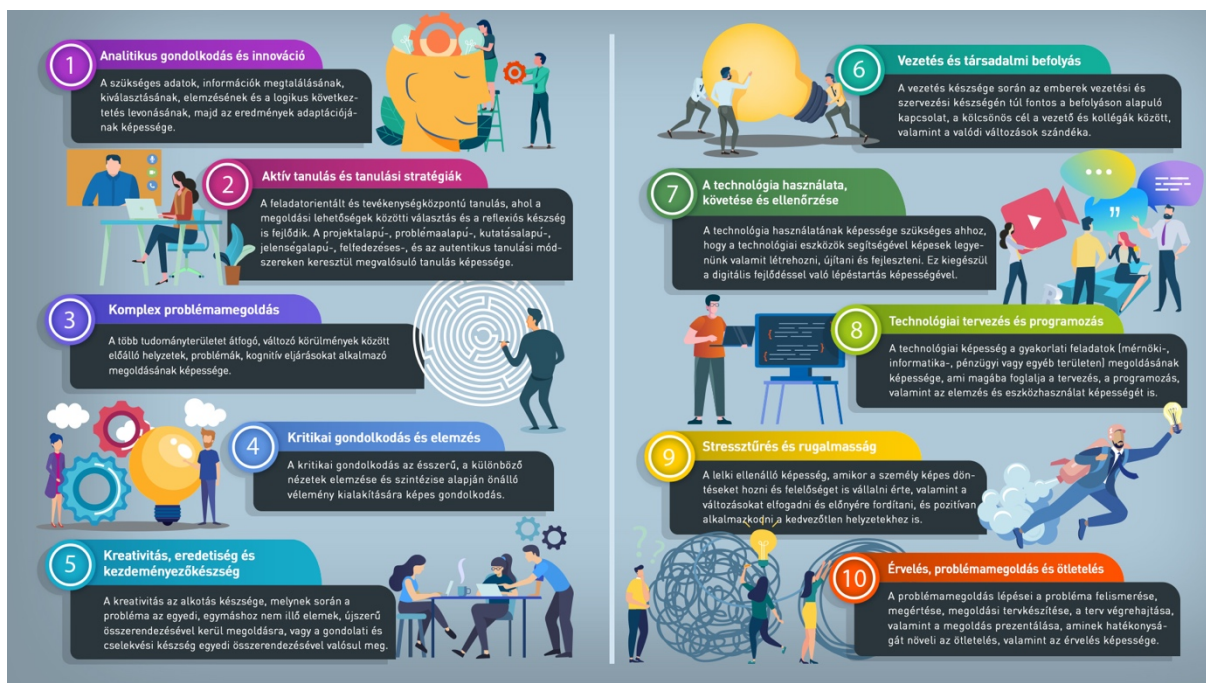 1
Analitikus gondolkodás és innováció
A szükséges adatok, információk megtalálásának,
kiválasztásának, elemzésének és a logikus következ-
tetés levonásának, majd az eredmények adaptációjá-
nak képessége.
2
Aktív tanulás és tanulási stratégiák
A feladatorientált és tevékenységközpontú tanulás, ahol a
megoldási lehetőségek közötti választás és a reflexiós készség
is fejlődik. A projektalapú-, problémaalapú-, kutatásalapú-,
jelenségalapú-, felfedezéses-, és az autentikus tanulási mód-
szereken keresztül megvalósuló tanulás képessége.
3
Komplex problémamegoldás
A több tudományterületet átfogó, változó körülmények között
előálló helyzetek, problémák, kognitív eljárásokat alkalmazó
megoldásának képessége.
4
Kritikai gondolkodás és elemzés
A kritikai gondolkodás az ésszerű, a különböző
nézetek elemzése és szintézise alapján önálló
vélemény kialakítására képes gondolkodás.
5
Kreativitás, eredetiség és
kezdeményezőkészség
A kreativitás az alkotás készsége, melynek során a
probléma az egyedi, egymáshoz nem illő elemek, újszerű
összerendezésével kerül megoldásra, vagy a gondolati és
cselekvési készség egyedi összerendezésével valósul meg.
6
Vezetés és társadalmi befolyás
A vezetés készsége során az emberek vezetési és
szervezési készségén túl fontos a befolyáson alapuló
kapcsolat, a kölcsönös cél a vezető és kollégák között,
valamint a valódi változások szándéka.
7
A technológia használata,
követése és ellenőrzése
A technológia használatának képessége szükséges ahhoz,
hogy a technológiai eszközök segítségével képesek legye-
nünk valamit létrehozni, újítani és fejleszteni. Ez kiegészül
a digitális fejlődéssel való lépéstartás képességével.
8
Technológiai tervezés és programozás
A technológiai képesség a gyakorlati feladatok (mérnöki-,
informatika-, pénzügyi vagy egyéb területen) megoldásának
képessége, ami magába foglalja a tervezés, a programozás,
valamint az elemzés és eszközhasználat képességét is.
9
Stressztűrés és rugalmasság
A lelki ellenálló képesség, amikor a személy képes dön-
téseket hozni és felelőséget is vállalni érte, valamint a
változásokat elfogadni és előnyére fordítani, és pozitívan
alkalmazkodni a kedvezőtlen helyzetekhez is.
10
Érvelés, problémamegoldás és ötletelés
A problémamegoldás lépései a probléma felismerése,
megértése, megoldási tervkészítése, a terv végrehajtása,
valamint a megoldás prezentálása, aminek hatékonysá-
gát növeli az ötletelés, valamint az érvelés képessége.